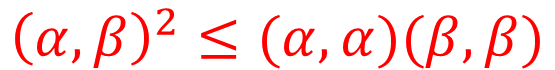 (α, β)² ≤ (α, α)(β, β)